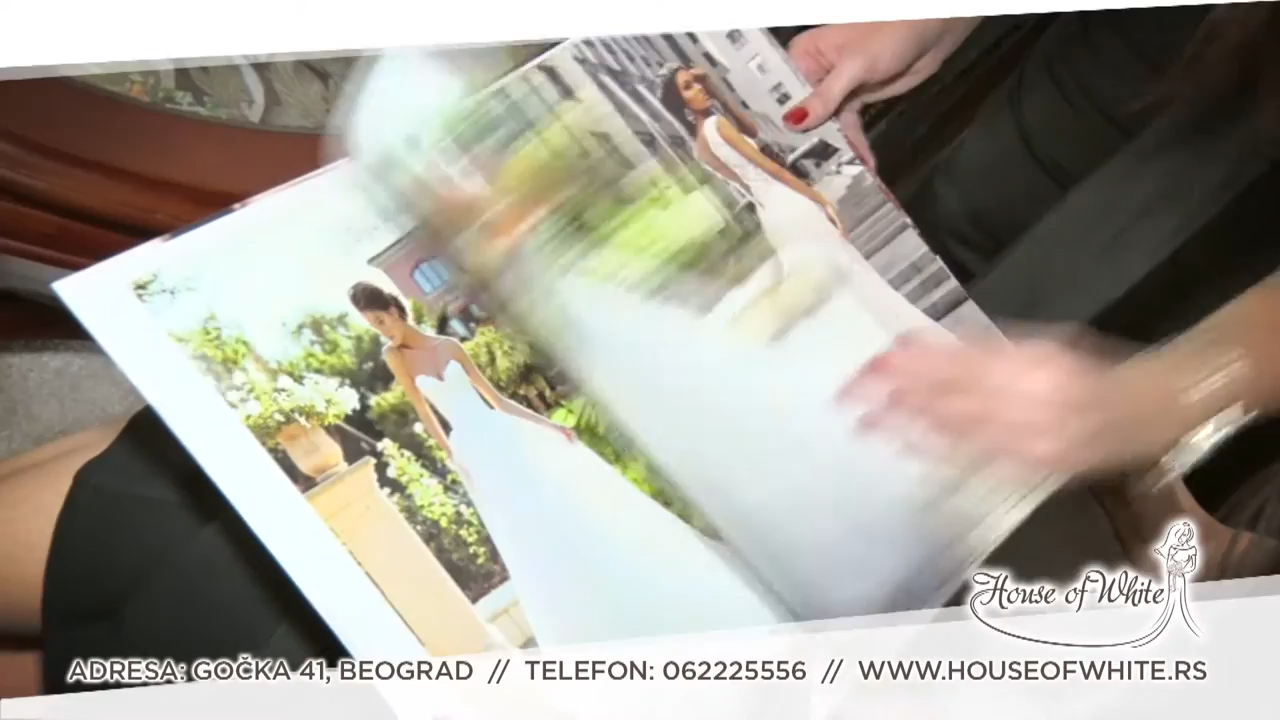 House of White
ADRESA: GOČKA 41, BEOGRAD // TELEFON: 062225556 // WWW.HOUSEOFWHITE.RS